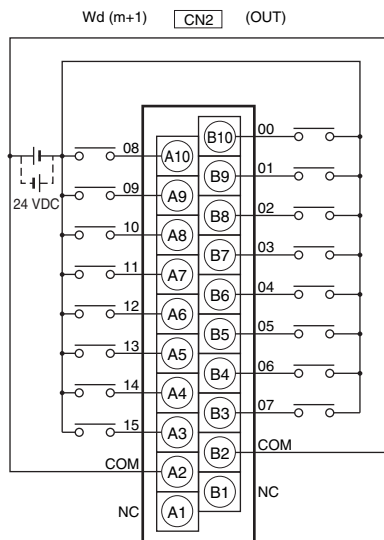 Wd (m+1) CN2 (OUT)
B10 00
08 A10
B9 01
24 VDC
09 A9
B8 02
10 A8
B7 03
11 A7
B6 04
12 A6
B5 05
13 A5
B4 06
14 A4
B3 07
15 A3
B2 COM
COM A2
B1 NC
NC A1